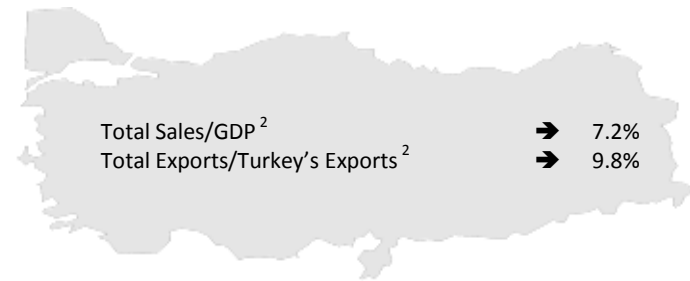 Total Sales/GDP ² ➔ 7.2%
Total Exports/Turkey’s Exports ² ➔ 9.8%